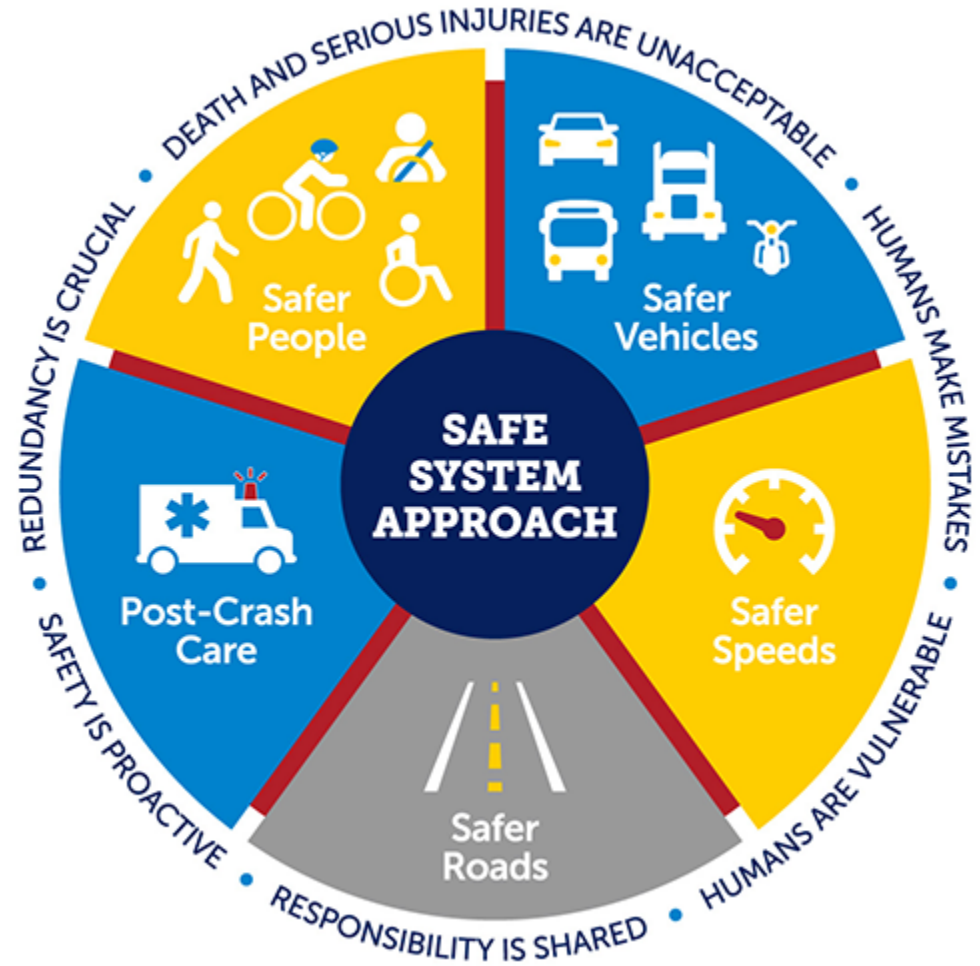 DEATH AND SERIOUS INJURIES ARE UNACCEPTABLE
HUMANS MAKE MISTAKES
HUMANS ARE VULNERABLE
RESPONSIBILITY IS SHARED
SAFETY IS PROACTIVE
REDUNDANCY IS CRUCIAL
Safer
People
Safer
Vehicles
SAFE
SYSTEM
APPROACH
Post-Crash
Care
Safer
Speeds
Safer
Roads